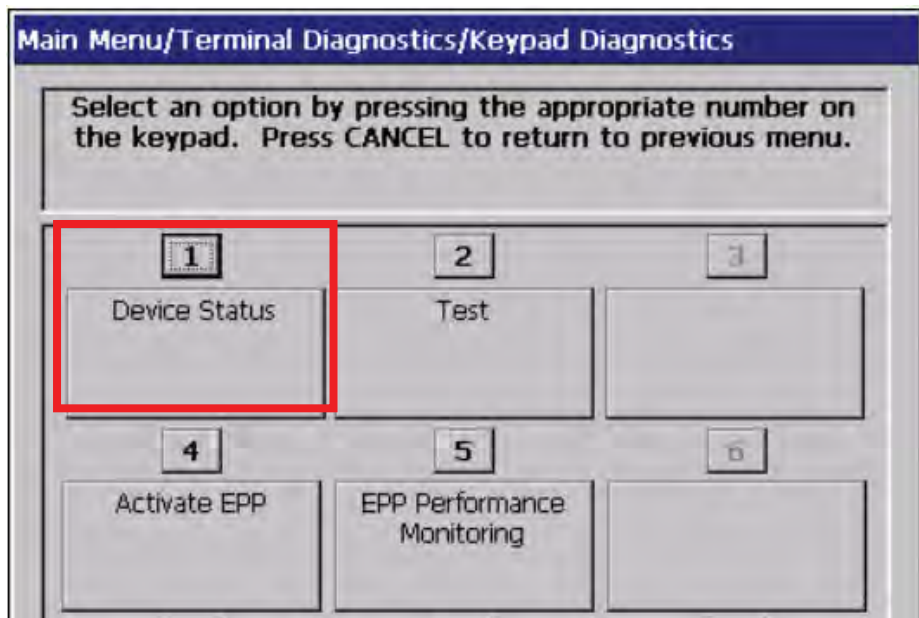 Main Menu/Terminal Diagnostics/Keypad Diagnostics
Select an option by pressing the appropriate number on
the keypad. Press CANCEL to return to previous menu.
1
2
3
Device Status
Test
4
5
6
Activate EPP
EPP Performance
Monitoring